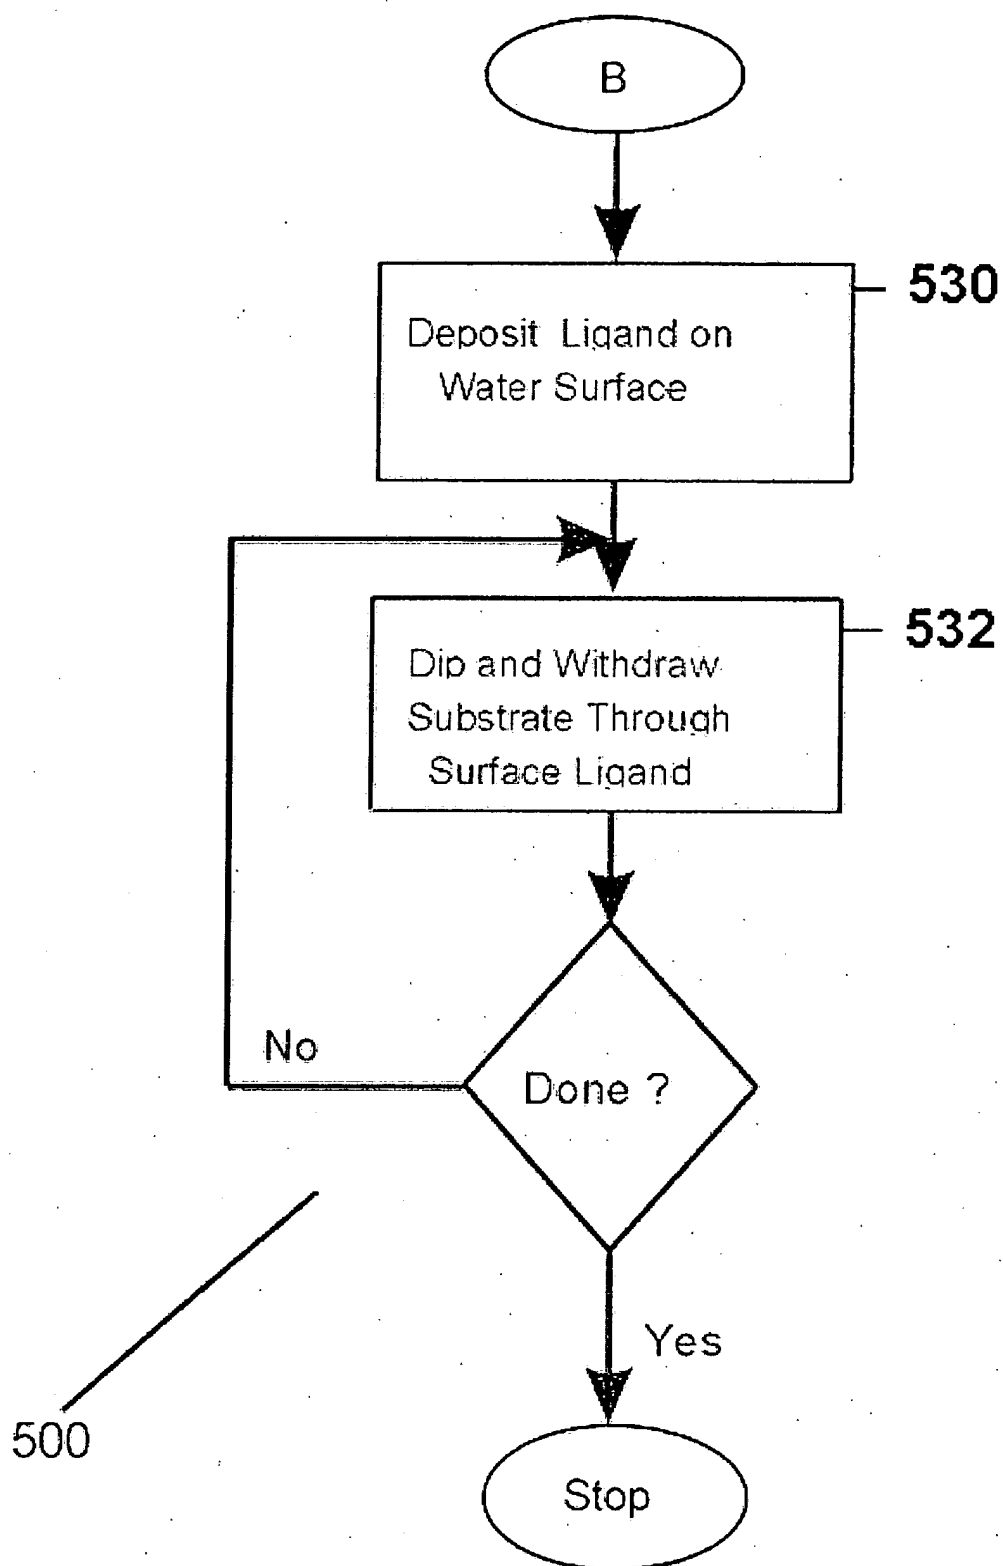 B
530
Deposit Ligand on
Water Surface
532
Dip and Withdraw
Substrate Through
Surface Ligand
No
Done ?
Yes
500
Stop